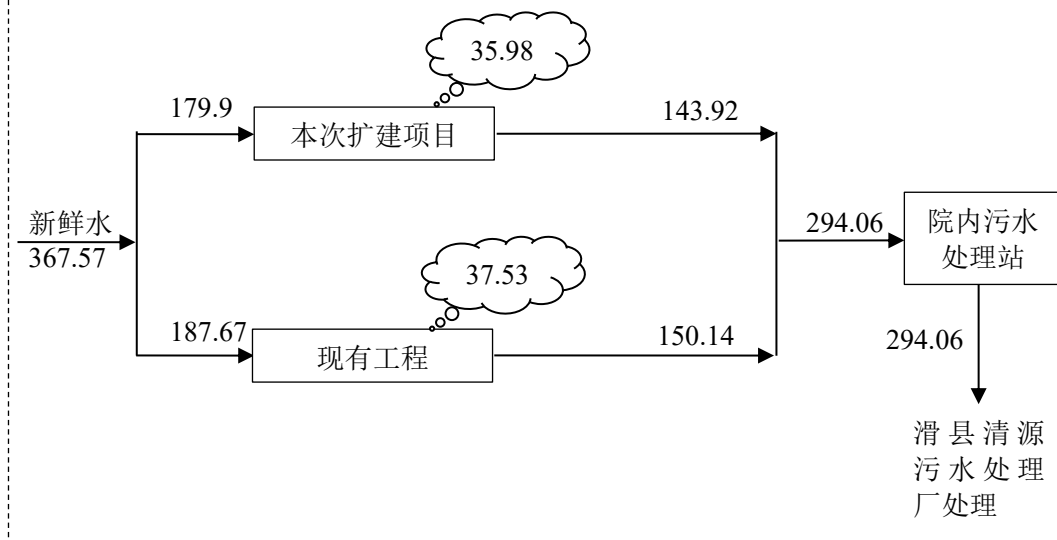 35.98
179.9
本次扩建项目
143.92
新鲜水
367.57
294.06
院内污水
处理站
37.53
187.67
现有工程
150.14
294.06
滑县清源
污水处理
厂处理